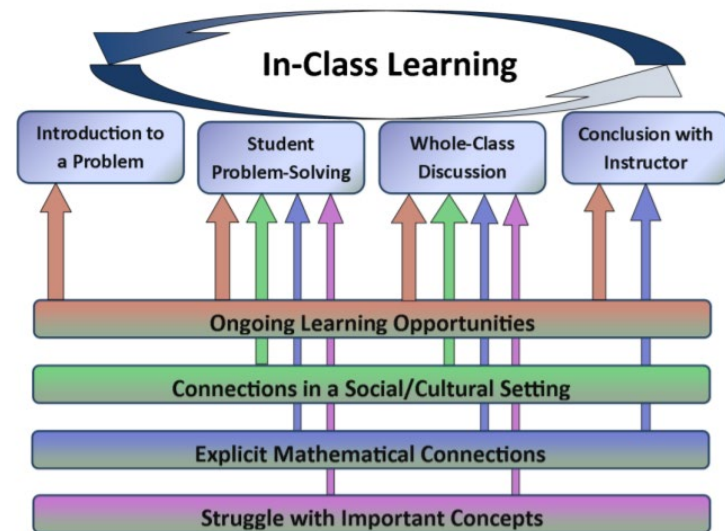 In-Class Learning
Introduction to
a Problem
Student
Problem-Solving
Whole-Class
Discussion
Conclusion with
Instructor
Ongoing Learning Opportunities
Connections in a Social/Cultural Setting
Explicit Mathematical Connections
Struggle with Important Concepts